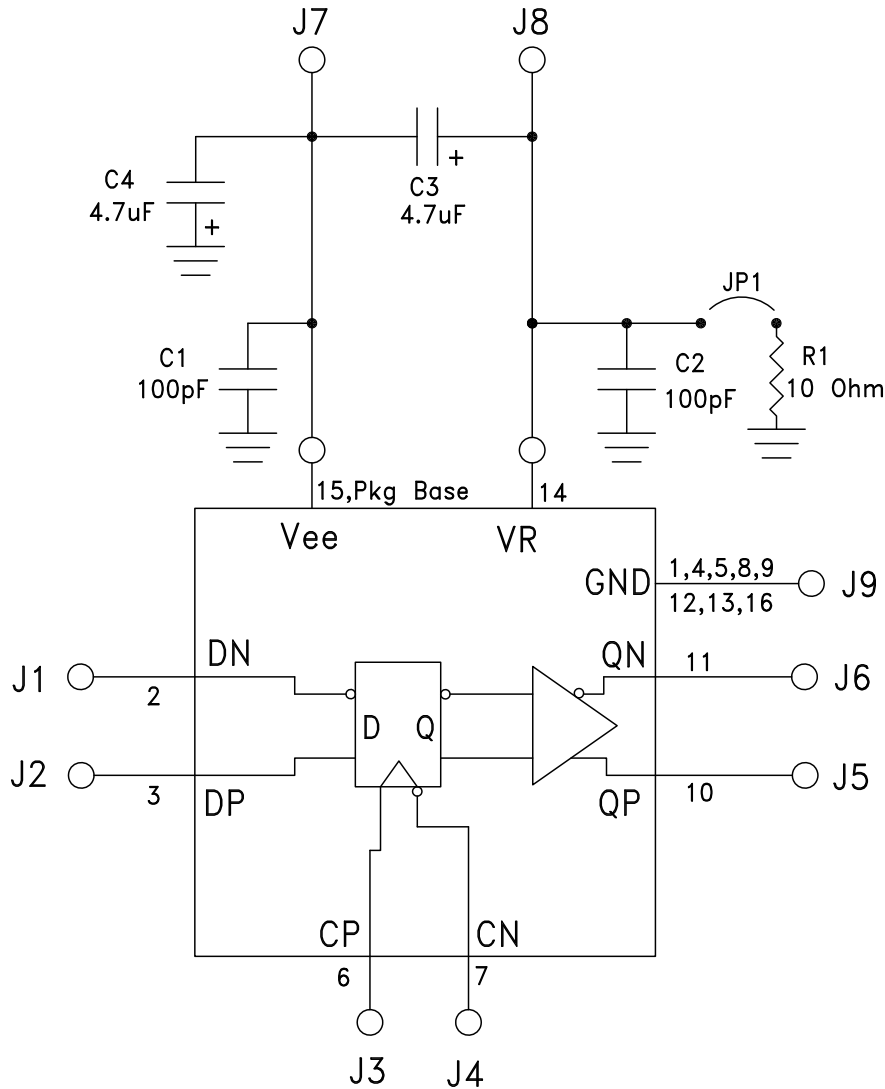 J7
J8
C4
4.7uF
+
+
C3
4.7uF
JP1
C1
100pF
C2
100pF
R1
10 Ohm
15,Pkg Base
14
Vee
VR
GND
1,4,5,8,9
12,13,16
J9
J1
2
DN
QN
11
J6
D
Q
J2
3
DP
QP
10
J5
CP
CN
6
7
J3
J4